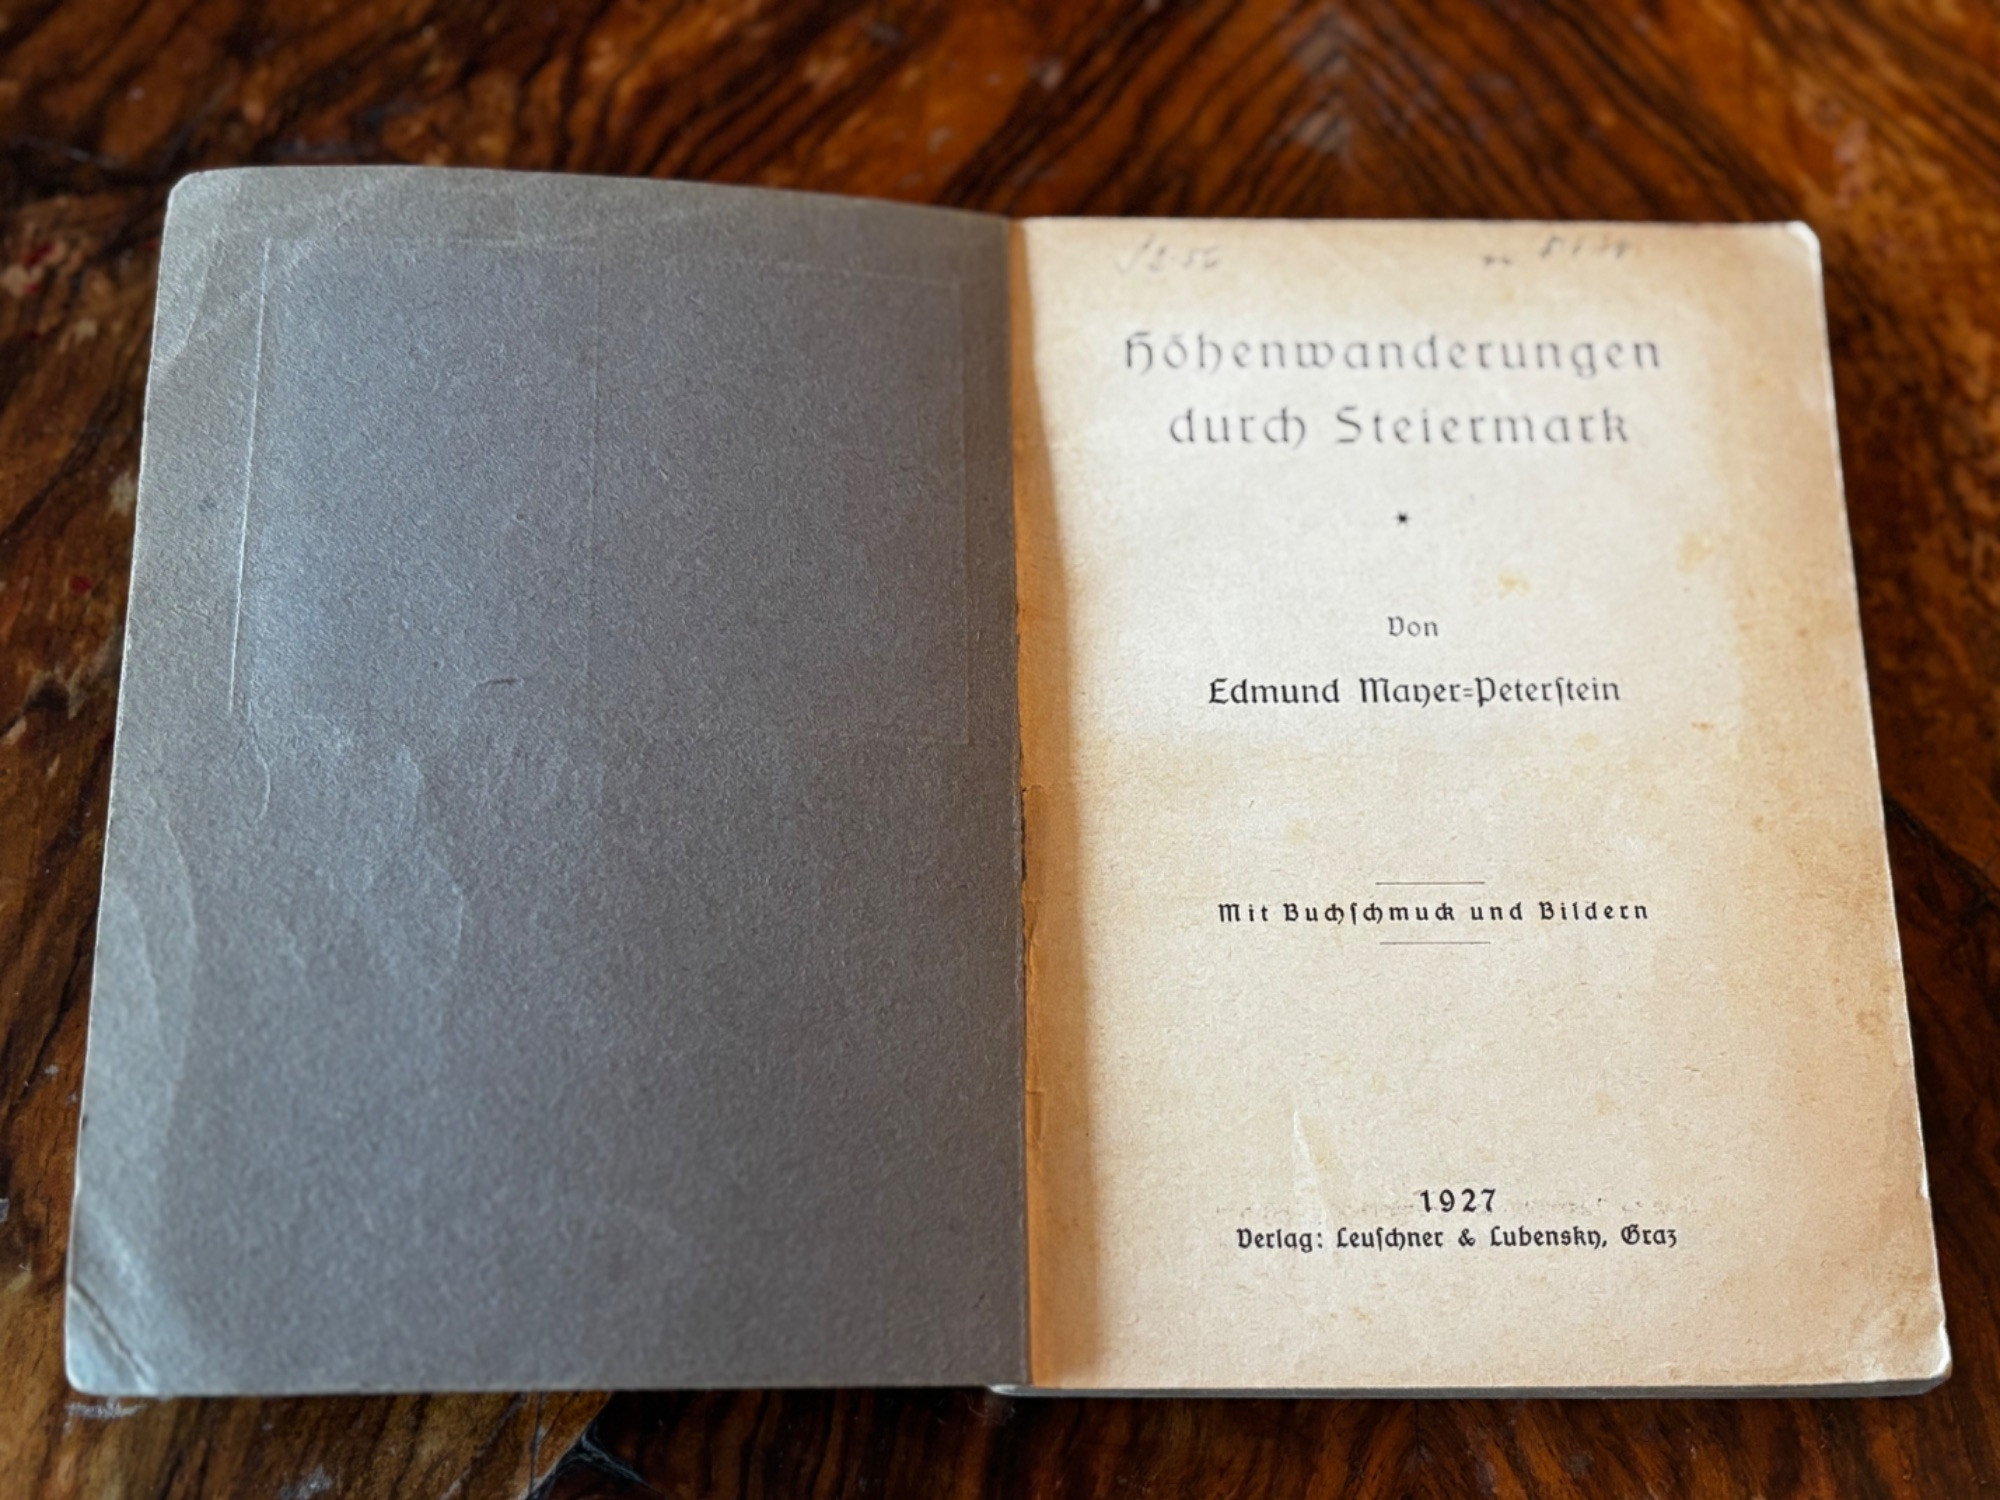 Höhenwanderungen
durch Steiermark
*
Von
Edmund Mayer=Peterſtein
Mit Buchſchmuck und Bildern
1927
Verlag: Leuſchner & Lubensky, Graz